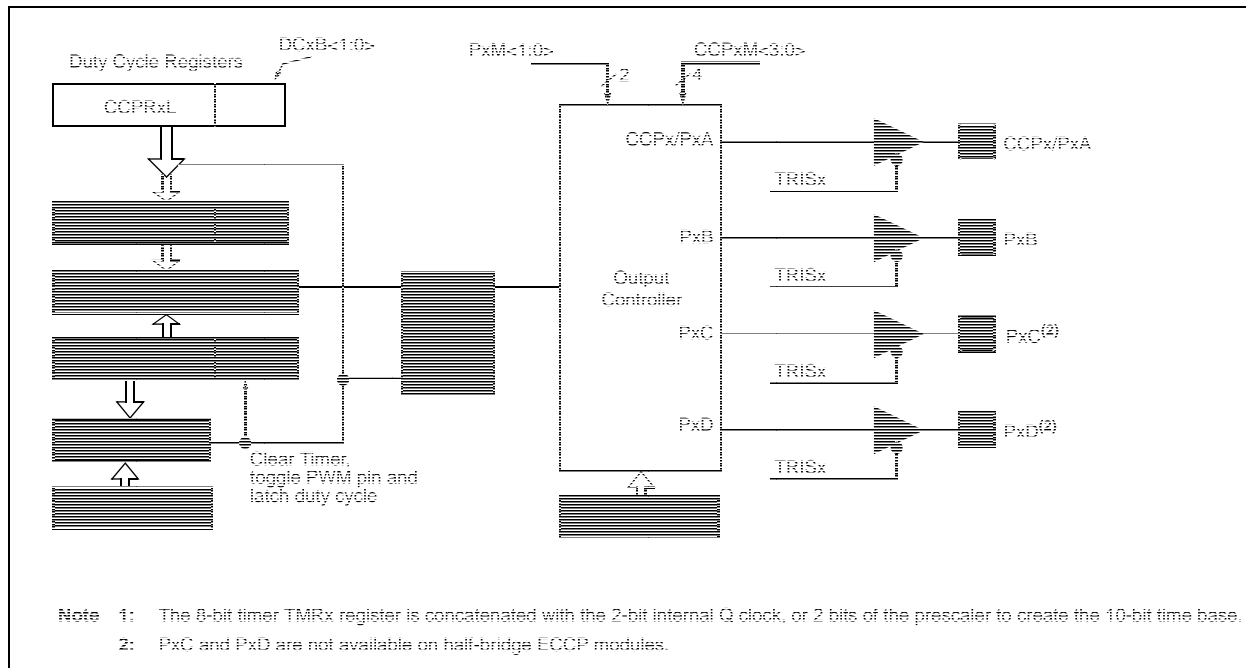 DCxB<1:0>
Duty Cycle Registers
CCPRxL
PxM<1:0>
CCPxM<3:0>
2
4
CCPx/PxA
CCPx/PxA
TRISx
PxB
PxB
TRISx
Output
Controller
PxC
PxC(2)
TRISx
PxD
PxD(2)
TRISx
Clear Timer,
toggle PWM pin and
latch duty cycle
Note 1: The 8-bit timer TMRx register is concatenated with the 2-bit internal Q clock, or 2 bits of the prescaler to create the 10-bit time base.
2: PxC and PxD are not available on half-bridge ECCP modules.